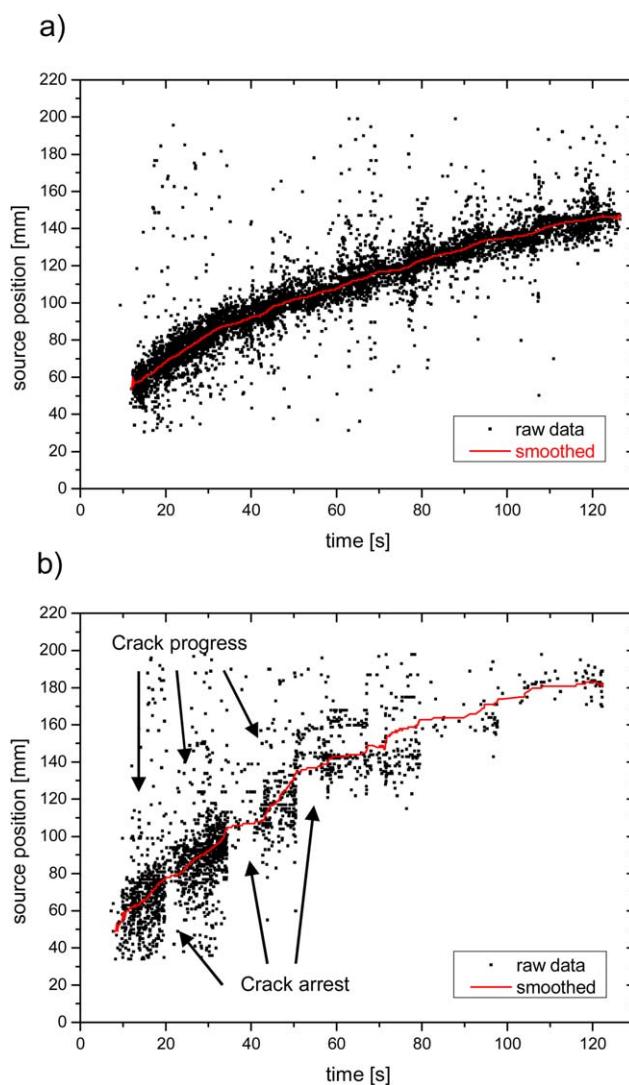 a)
220
200
180
160
140
120
100
80
60
40
20
0
source position [mm]
raw data
smoothed
0 20 40 60 80 100 120
time [s]
b)
220
200
180
160
140
120
100
80
60
40
20
0
source position [mm]
Crack progress
Crack arrest
raw data
smoothed
0 20 40 60 80 100 120
time [s]